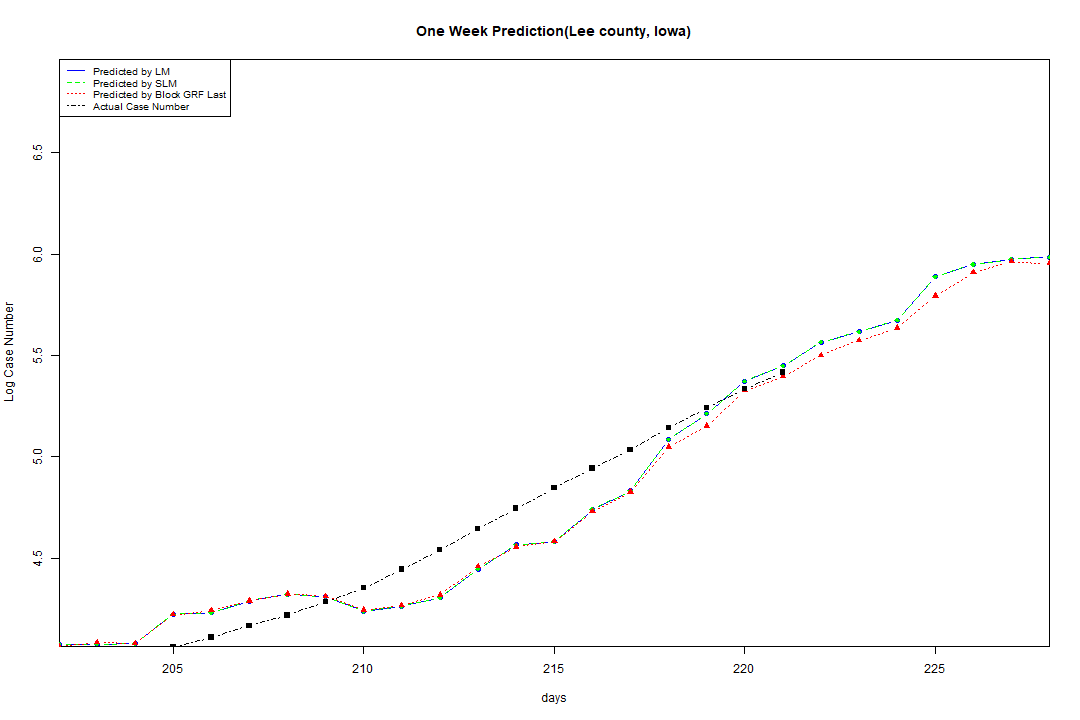 One Week Prediction(Lee county, Iowa)
Predicted by LM
Predicted by SLM
Predicted by Block GRF Last
Actual Case Number
6.5
6.0
5.5
5.0
4.5
Log Case Number
205 210 215 220 225
days